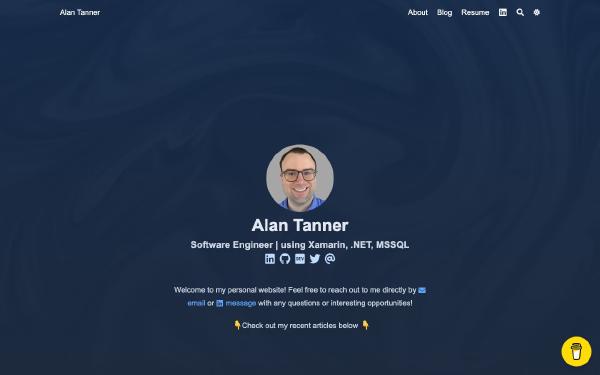 Alan Tanner
About Blog Resume
Alan Tanner
Software Engineer | using Xamarin, .NET, MSSQL
DEV
Welcome to my personal website! Feel free to reach out to me directly by
email or message with any questions or interesting opportunities!
👇Check out my recent articles below 👇